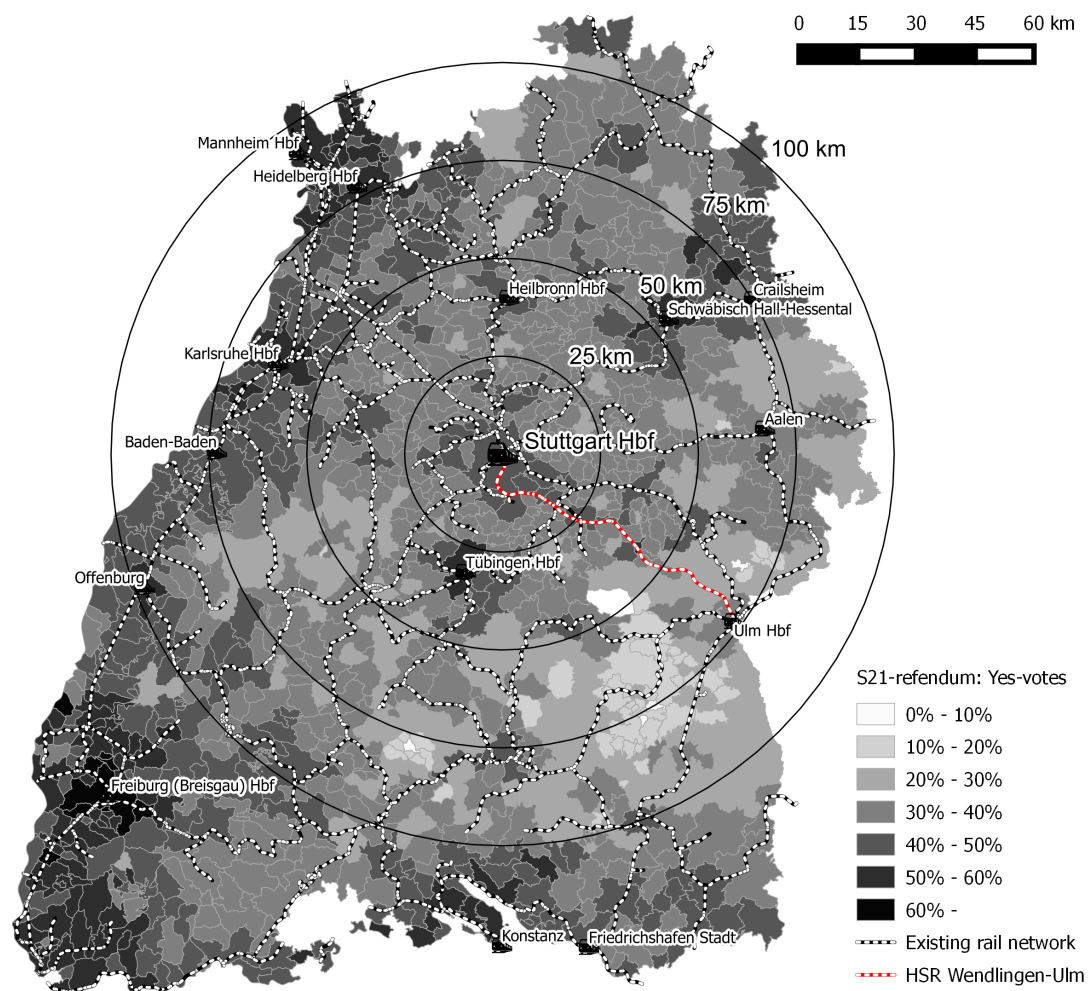 0 15 30 45 60 km
100 km
Mannheim Hbf
Heidelberg Hbf
75 km
50 km
Crailsheim
Heilbronn Hbf
Schwäbisch Hall-Hessental
Karlsruhe Hbf
25 km
Aalen
Baden-Baden
Stuttgart Hbf
Tübingen Hbf
Offenburg
Ulm Hbf
S21-refendum: Yes-votes
0% - 10%
10% - 20%
20% - 30%
Freiburg (Breisgau) Hbf
30% - 40%
40% - 50%
50% - 60%
60% -
Konstanz
Friedrichshafen Stadt
Existing rail network
HSR Wendlingen-Ulm